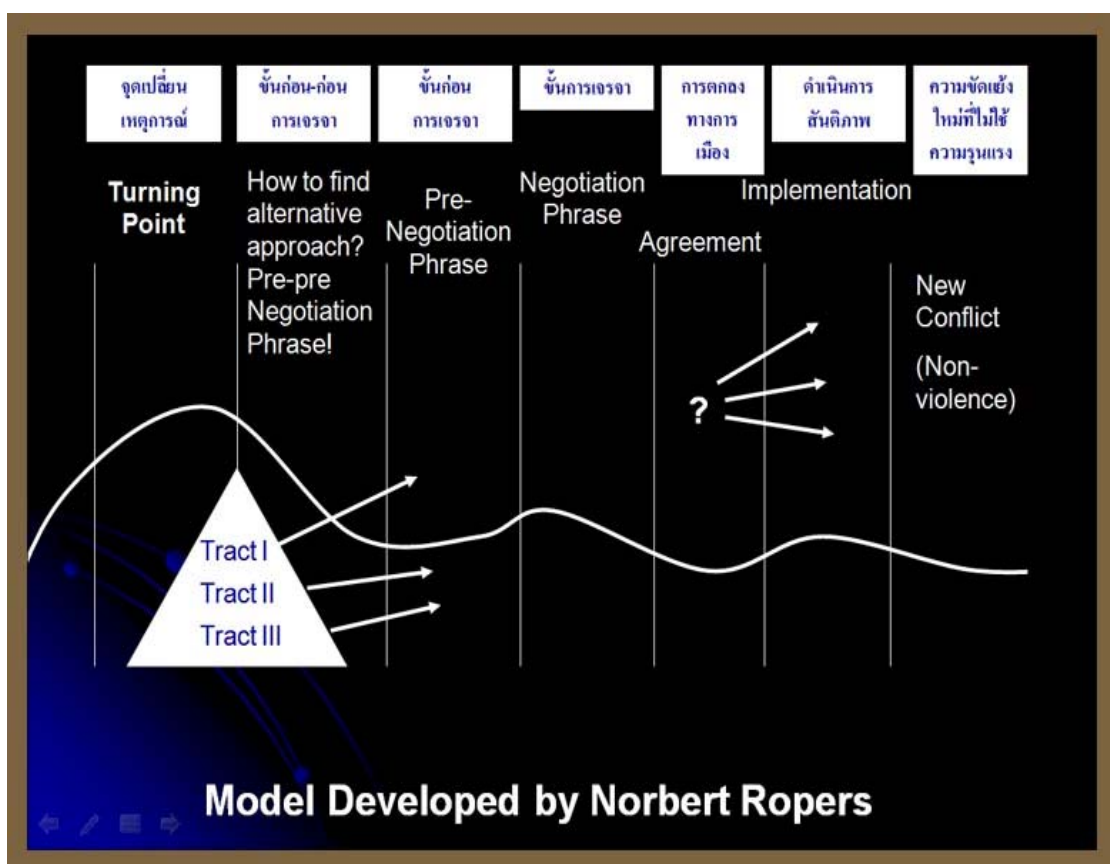 จุดเปลี่ยน
เหตุการณ์
ขั้นก่อน-ก่อน
การเจรจา
ขั้นก่อน
การเจรจา
ขั้นการเจรจา
การตกลง
ทางการ
เมือง
ดำเนินการ
สันติภาพ
ความขัดแย้ง
ใหม่ที่ไม่ใช้
ความรุนแรง
Turning
Point
How to find
alternative
approach?
Pre-pre
Negotiation
Phrase!
Pre-
Negotiation
Phrase
Negotiation
Phrase
Agreement
Implementation
New
Conflict
(Non-
violence)
?
Tract I
Tract II
Tract III
Model Developed by Norbert Ropers